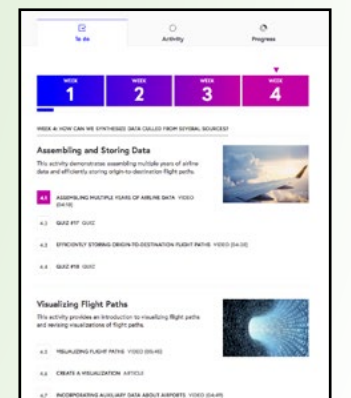 To do
Activity
Progress
WEEK
1
WEEK
2
WEEK
3
WEEK
4
WEEK 4: HOW CAN WE SYNTHESIZE DATA CULLED FROM SEVERAL SOURCES?
Assembling and Storing Data
This activity demonstrates assembling multiple years of airline
data and efficiently storing origin-to-destination flight paths.
4.1 ASSEMBLING MULTIPLE YEARS OF AIRLINE DATA VIDEO
4.2 QUIZ #17 QUIZ
4.3 EFFICIENTLY STORING ORIGIN-TO-DESTINATION FLIGHT PATHS VIDEO
4.4 QUIZ #18 QUIZ
Visualizing Flight Paths
This activity provides an introduction to visualizing flight paths
and revising visualizations of flight paths.
4.5 VISUALIZING FLIGHT PATHS VIDEO
4.6 CREATE A VISUALIZATION ARTICLE
4.7 INCORPORATING AUXILIARY DATA ABOUT AIRPORTS VIDEO